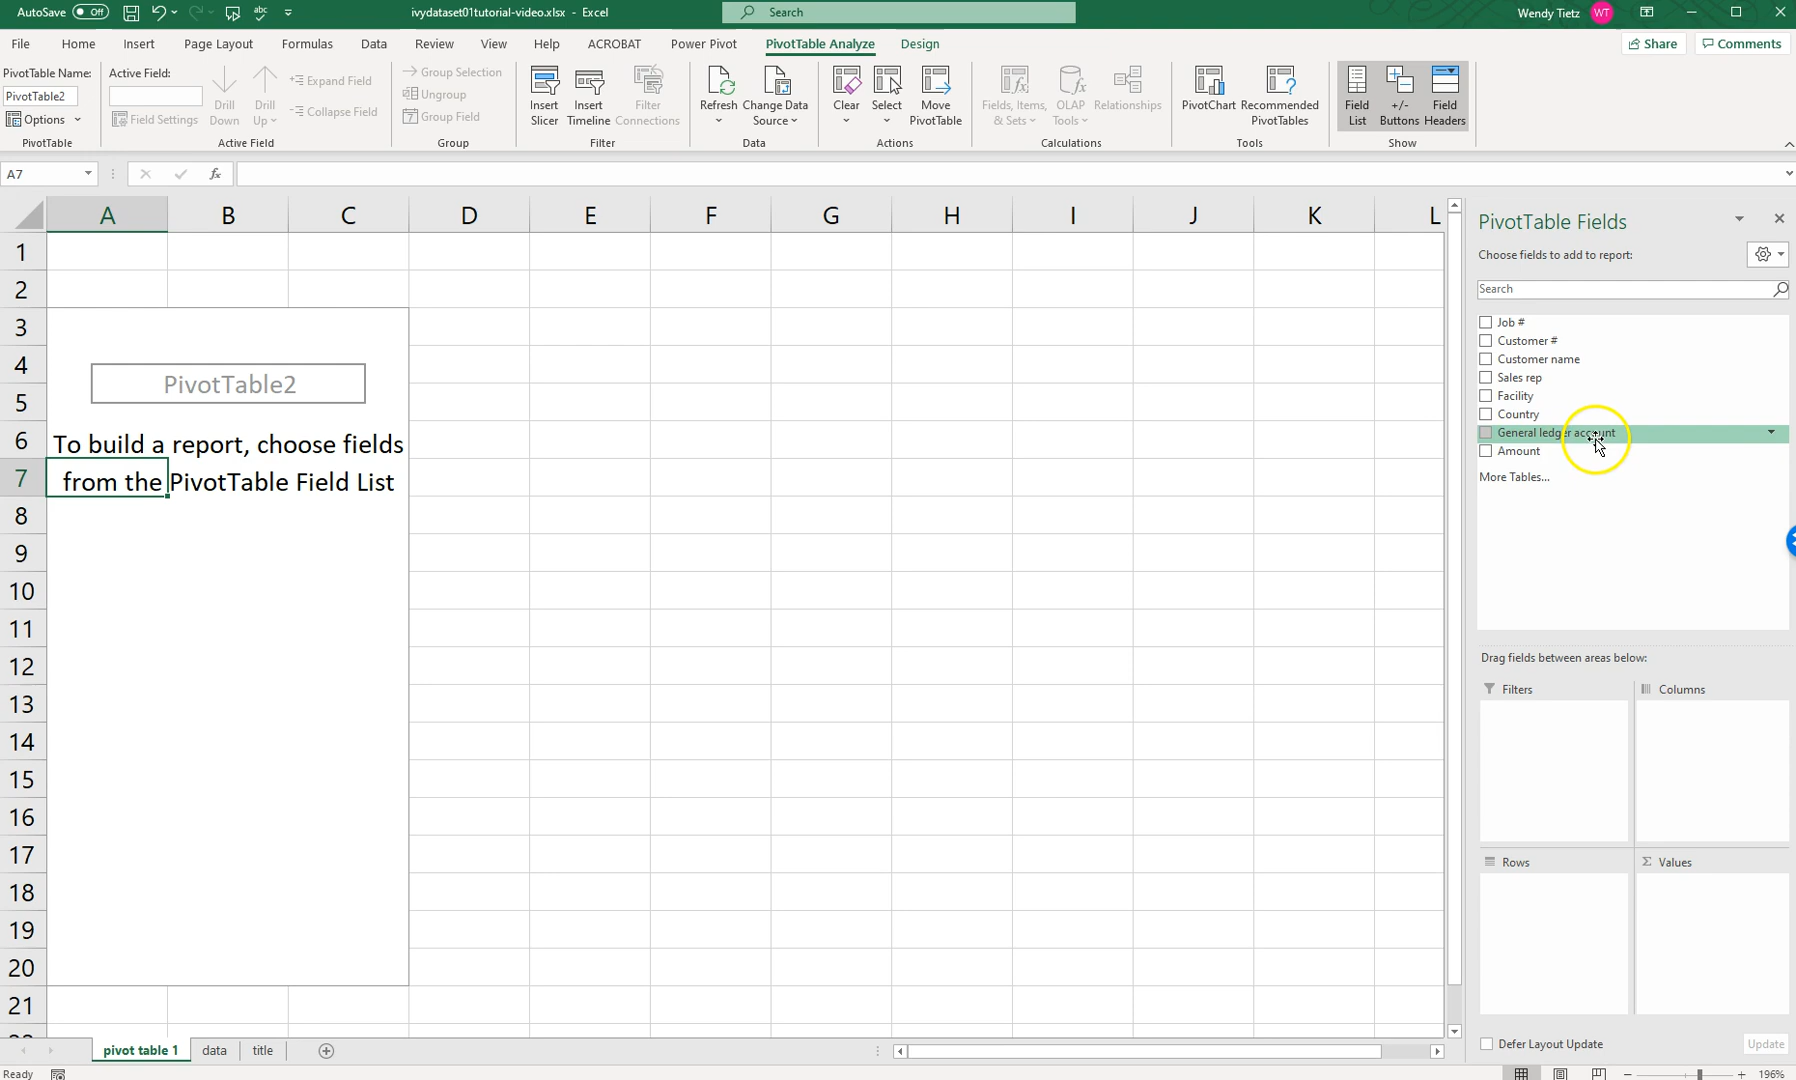 AutoSave Off ivydataset01tutorial-video.xlsx - Excel Search Wendy Tietz WT
File Home Insert Page Layout Formulas Data Review View Help ACROBAT Power Pivot PivotTable Analyze Design Share Comments
PivotTable Name:
PivotTable2
Options
PivotTable
Active Field:
Field Settings
Drill Down
Drill Up
Expand Field
Collapse Field
Active Field
Group Selection
Ungroup
Group Field
Group
Insert Slicer
Insert Timeline
Filter Connections
Filter
Refresh
Change Data Source
Data
Clear
Select
Move PivotTable
Actions
Fields, Items, & Sets
OLAP Tools
Relationships
Calculations
PivotChart
Recommended PivotTables
Tools
Field List
+/- Buttons
Field Headers
Show
A7 fx
A B C D E F G H I J K L
1
2
3
4
5
6
7
8
9
10
11
12
13
14
15
16
17
18
19
20
21
PivotTable2
To build a report, choose fields
from the PivotTable Field List
PivotTable Fields
Choose fields to add to report:
Search
Job #
Customer #
Customer name
Sales rep
Facility
Country
General ledger account
Amount
More Tables...
Drag fields between areas below:
Filters
Columns
Rows
Σ Values
Defer Layout Update Update
pivot table 1 data title
Ready 196%